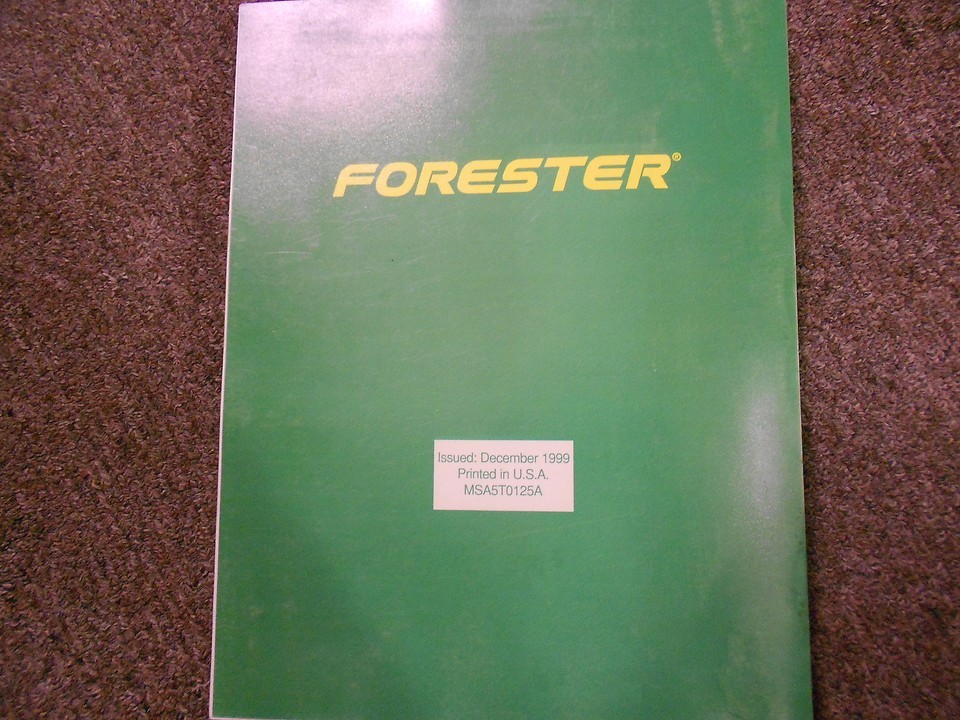 FORESTER®
Issued: December 1999
Printed in U.S.A.
MSA5T0125A